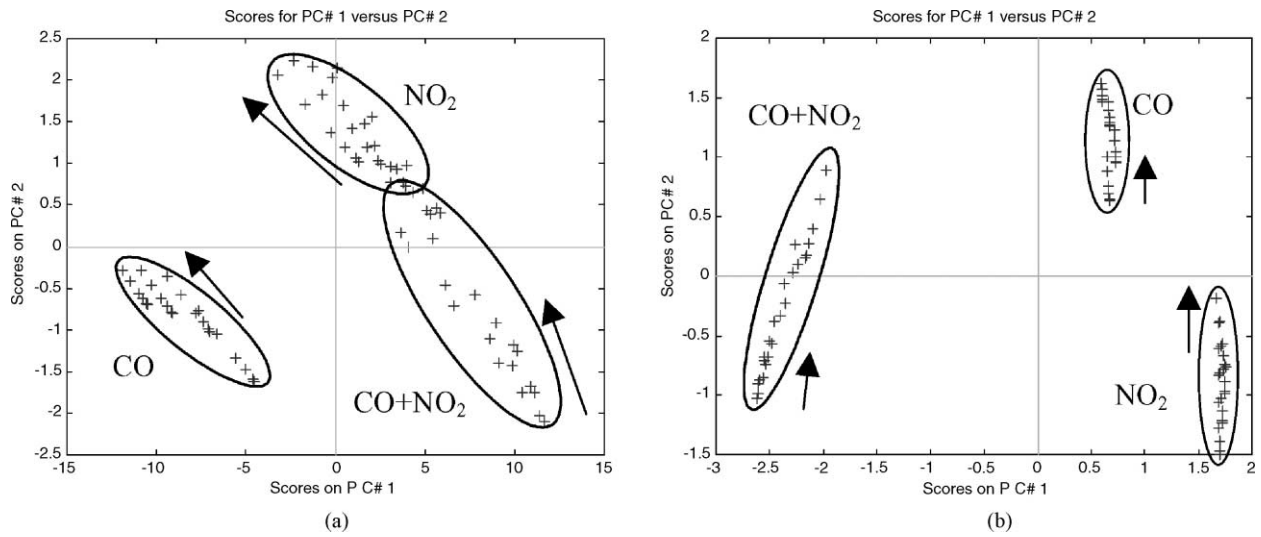 Scores for PC# 1 versus PC# 2
2.5
2
1.5
1
0.5
0
-0.5
-1
-1.5
-2
-2.5
Scores on PC# 2
NO₂
CO
CO+NO₂
-15
-10
-5
0
5
10
15
Scores on P C# 1
(a)
Scores for PC# 1 versus PC# 2
2
1.5
1
0.5
0
-0.5
-1
-1.5
Scores on PC# 2
CO+NO₂
CO
NO₂
-3
-2.5
-2
-1.5
-1
-0.5
0
0.5
1
1.5
2
Scores on P C# 1
(b)